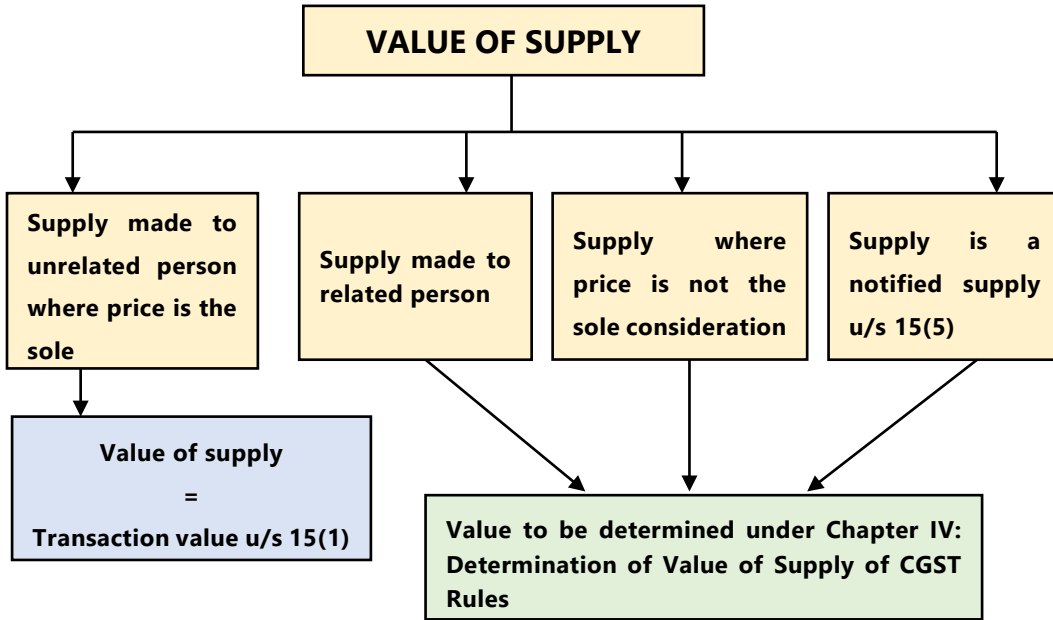 VALUE OF SUPPLY
Supply made to
unrelated person
where price is the
sole
Supply made to
related person
Supply where
price is not the
sole consideration
Supply is a
notified supply
u/s 15(5)
Value of supply
=
Transaction value u/s 15(1)
Value to be determined under Chapter IV:
Determination of Value of Supply of CGST
Rules